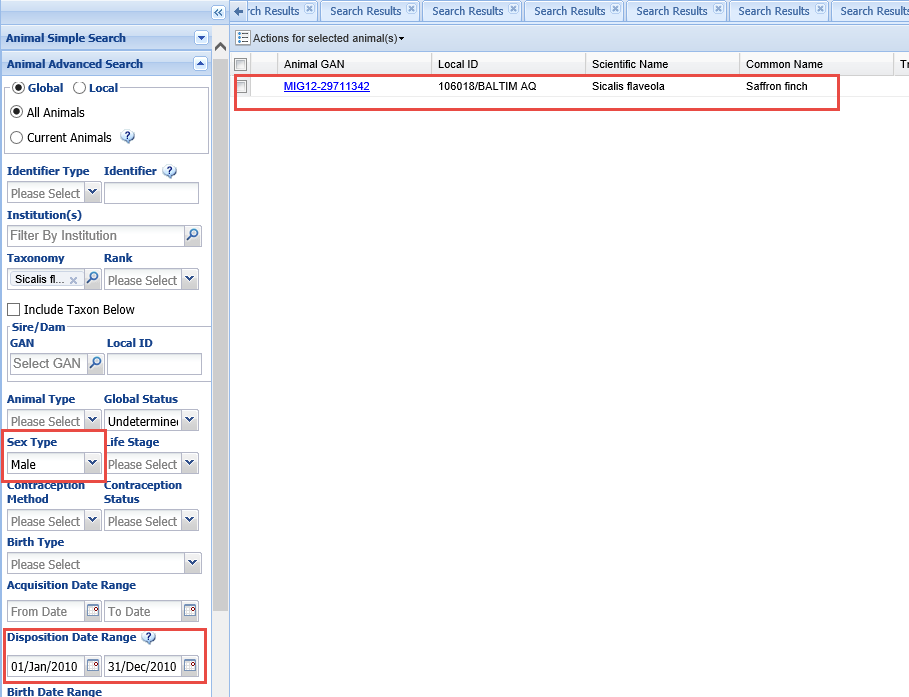 rch Results
Search Results
Search Results
Search Results
Search Results
Search Results
Search Results
Animal Simple Search
Animal Advanced Search
Global Local
All Animals
Current Animals
Identifier Type Identifier
Please Select
Institution(s)
Filter By Institution
Taxonomy Rank
Sicalis fl... Please Select
Include Taxon Below
Sire/Dam
GAN Local ID
Select GAN
Animal Type Global Status
Please Select Undetermined
Sex Type Life Stage
Male Please Select
Contraception Method Contraception Status
Please Select Please Select
Birth Type
Please Select
Acquisition Date Range
From Date To Date
Disposition Date Range
01/Jan/2010 31/Dec/2010
Birth Date Range
Actions for selected animal(s)
Animal GAN Local ID Scientific Name Common Name Tr
MIG12-29711342 106018/BALTIM AQ Sicalis flaveola Saffron finch